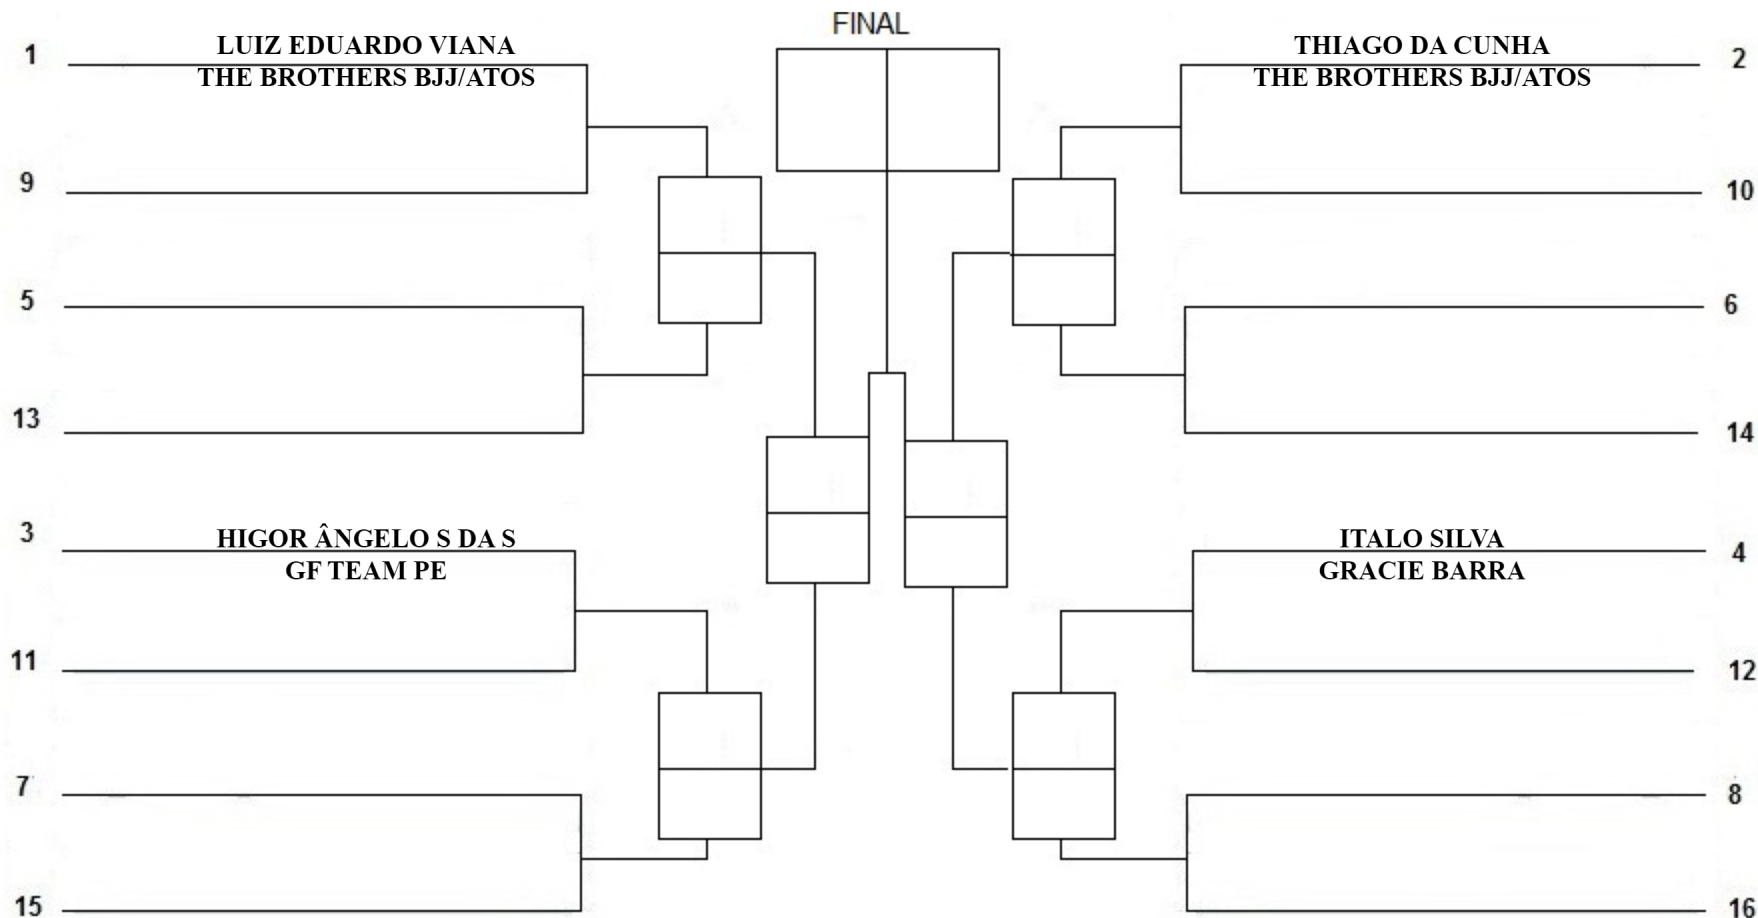 FINAL
1
LUIZ EDUARDO VIANA
THE BROTHERS BJJ/ATOS
9
5
13
3
HIGOR ÂNGELO S DA S
GF TEAM PE
11
7
15
THIAGO DA CUNHA
THE BROTHERS BJJ/ATOS
2
10
6
14
ITALO SILVA
GRACIE BARRA
4
12
8
16